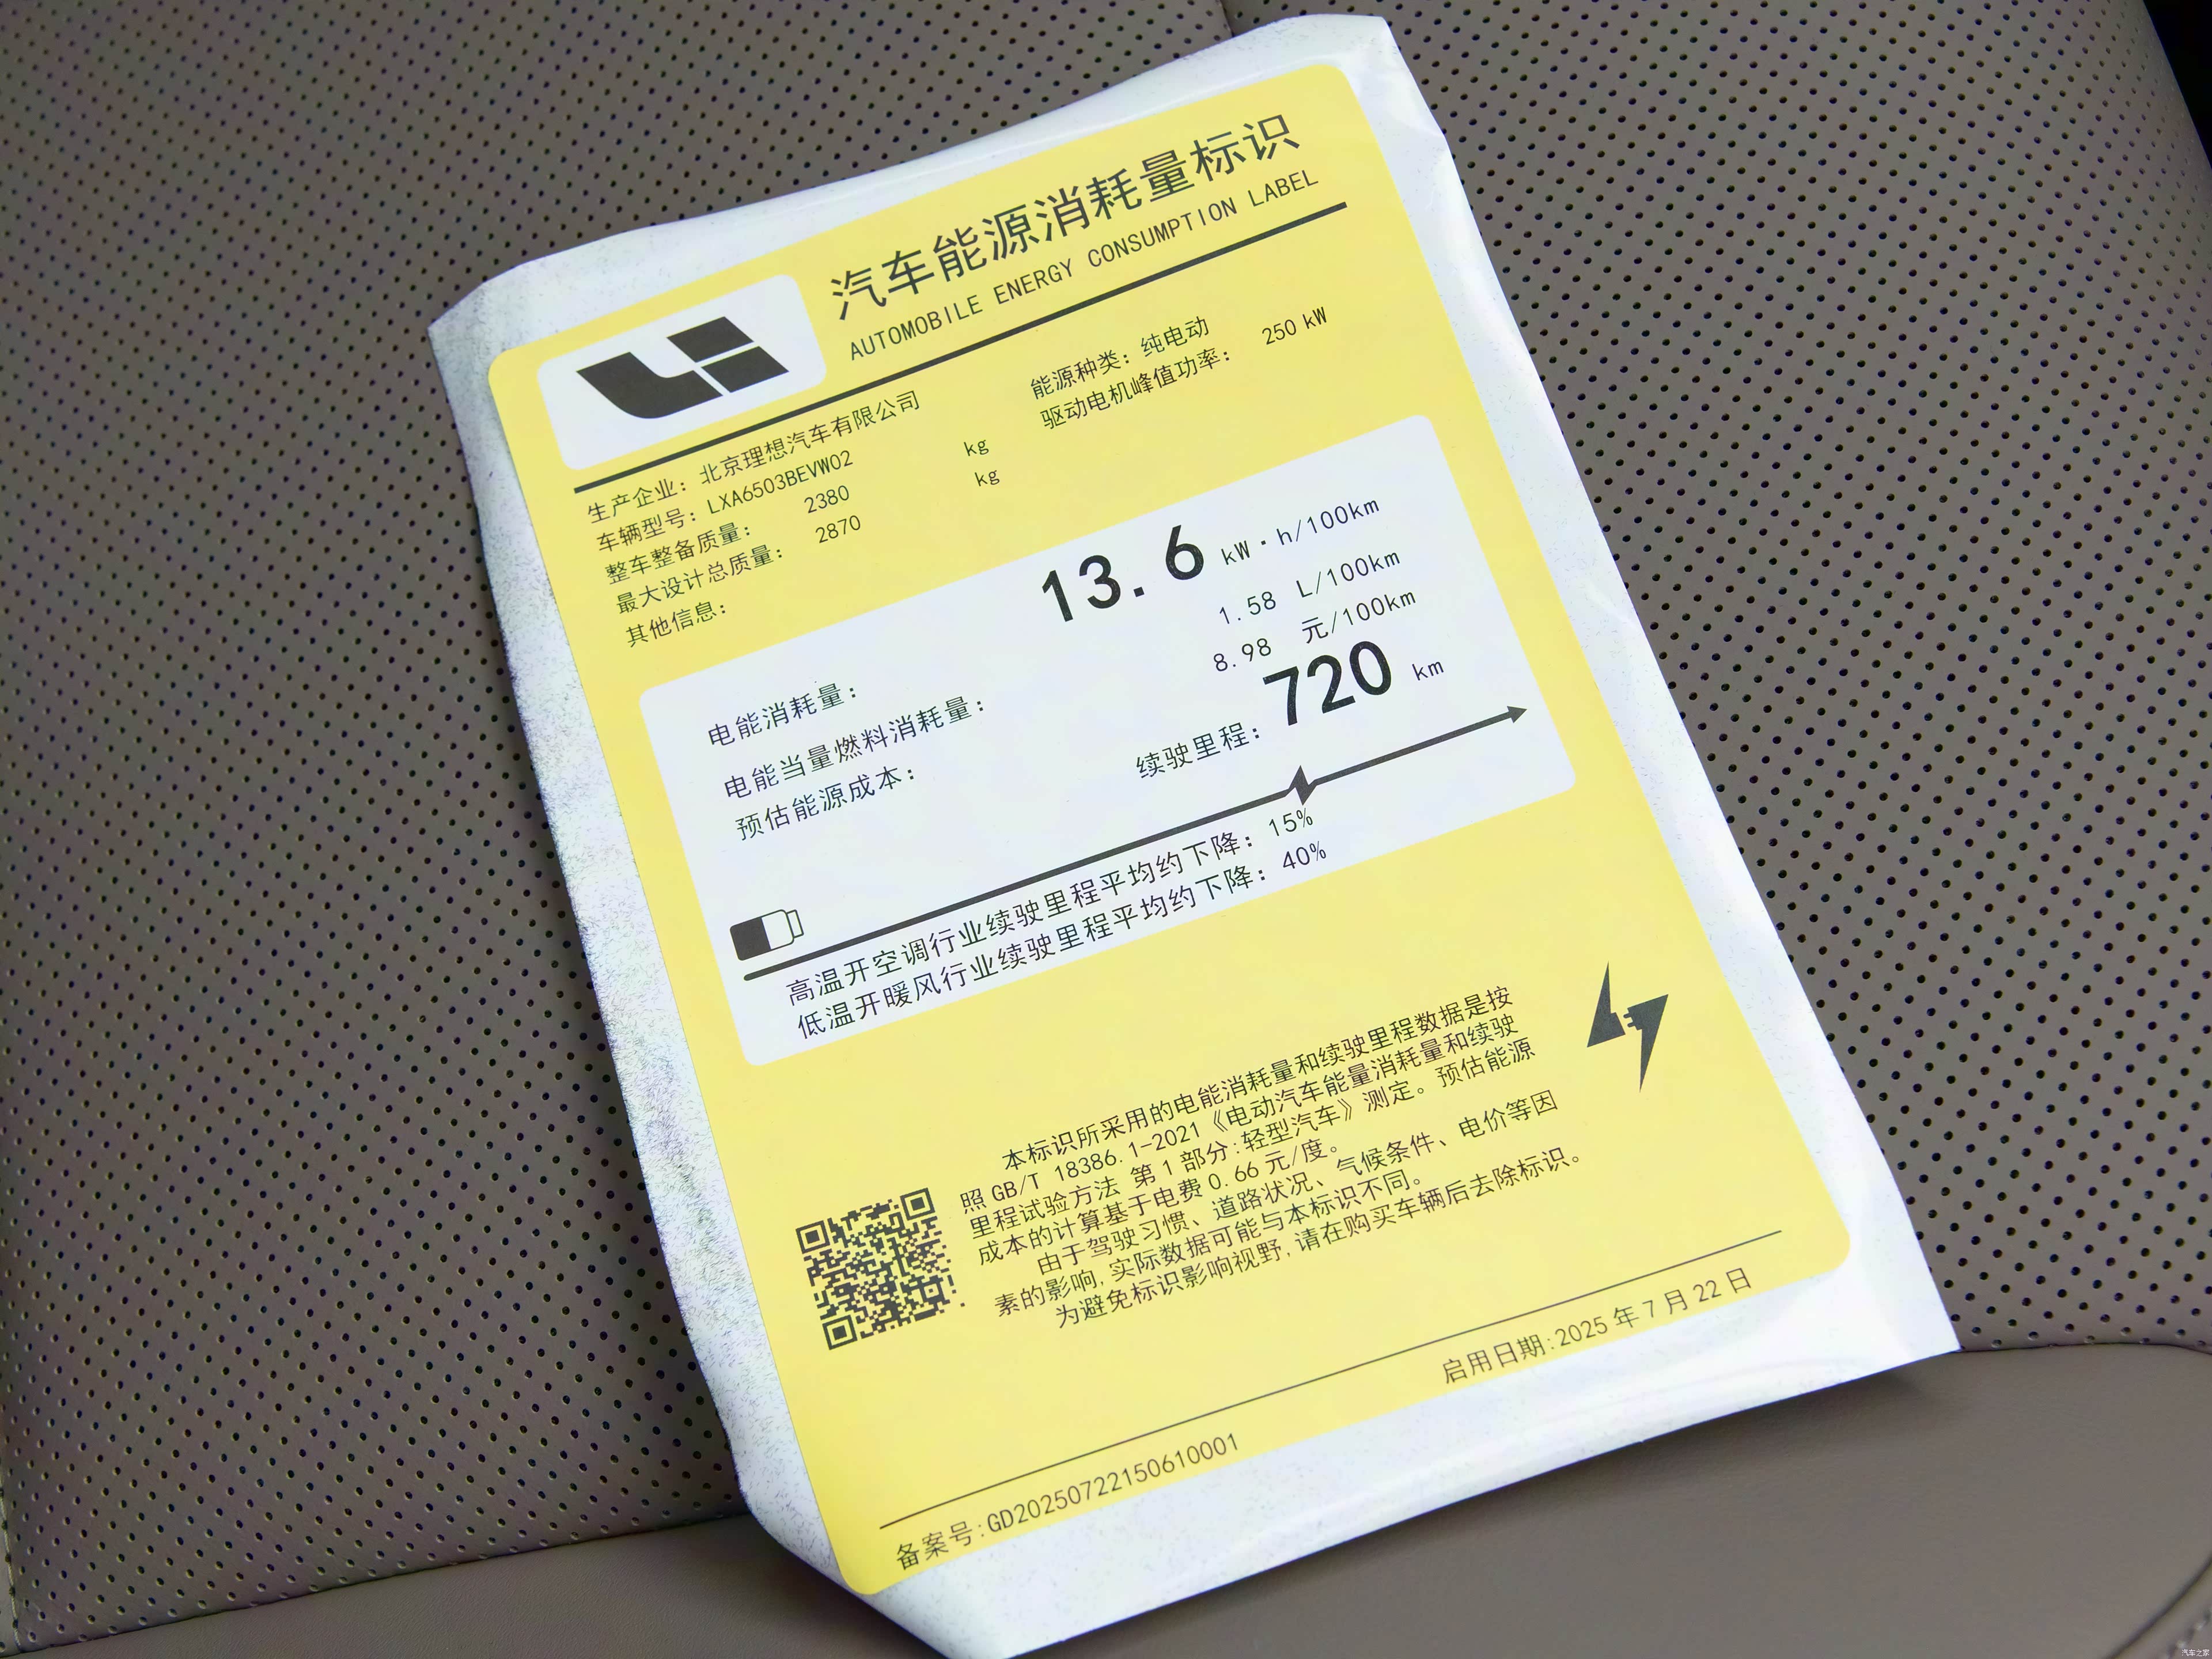 汽车能源消耗量标识
AUTOMOBILE ENERGY CONSUMPTION LABEL
生产企业：北京理想汽车有限公司
车辆型号：LXA6503BEVW02
整车整备质量： 2380 kg
最大设计总质量： 2870 kg
其他信息：
能源种类：纯电动
驱动电机峰值功率： 250 kW
电能消耗量： 13.6 kW·h/100km
电能当量燃料消耗量： 1.58 L/100km
预估能源成本： 8.98 元/100km
续驶里程：720 km
高温开空调行业续驶里程平均约下降：15%
低温开暖风行业续驶里程平均约下降：40%
本标识所采用的电能消耗量和续驶里程数据是按
照 GB/T 18386.1-2021《电动汽车能量消耗量和续驶
里程试验方法 第 1 部分:轻型汽车》测定。预估能源
成本的计算基于电费 0.66 元/度。
由于驾驶习惯、道路状况、气候条件、电价等因
素的影响,实际数据可能与本标识不同。
为避免标识影响视野,请在购买车辆后去除标识。
启用日期:2025 年 7 月 22 日
备案号:GD20250722150610001
汽车之家